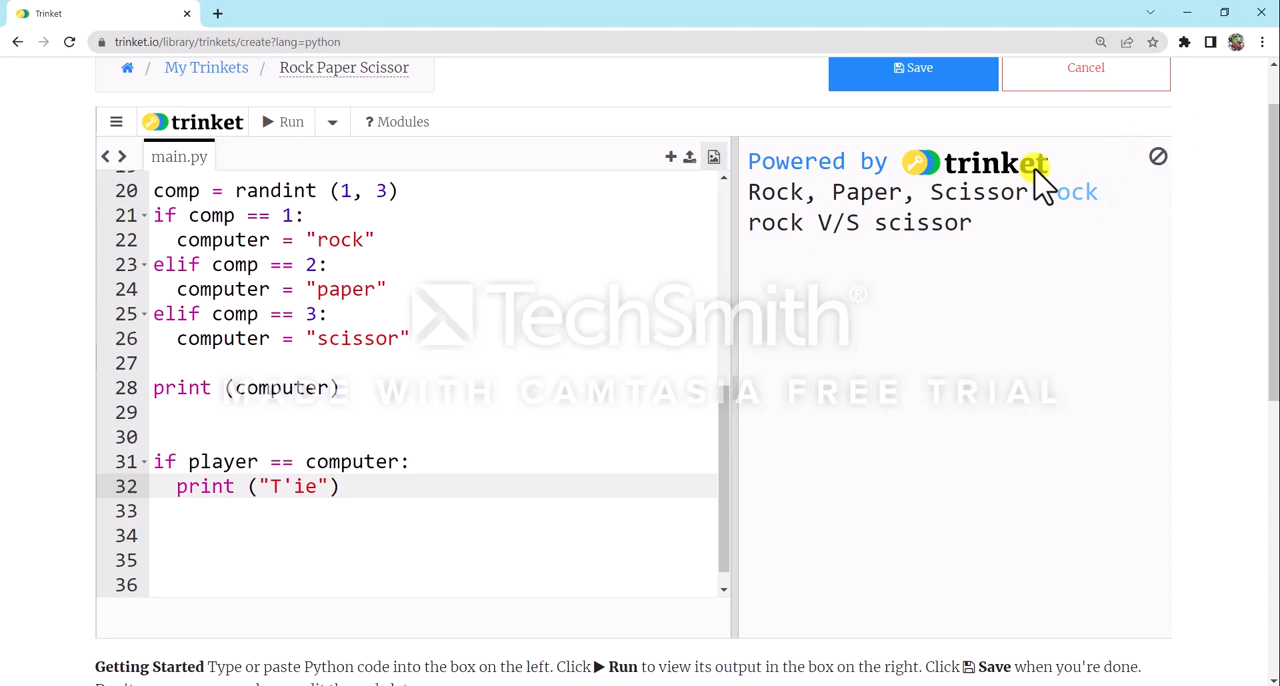 Trinket
trinket.io/library/trinkets/create?lang=python
/ My Trinkets / Rock Paper Scissor
Save
Cancel
trinket Run ? Modules
main.py
20 comp = randint (1, 3)
21 if comp == 1:
22 computer = "rock"
23 elif comp == 2:
24 computer = "paper"
25 elif comp == 3:
26 computer = "scissor"
27
28 print (computer)
29
30
31 if player == computer:
32 print ("T'ie")
33
34
35
36
Powered by trinket
Rock, Paper, Scissor ock
rock V/S scissor
TechSmith®
MADE WITH CAMTASIA FREE TRIAL
Getting Started Type or paste Python code into the box on the left. Click Run to view its output in the box on the right. Click Save when you're done.